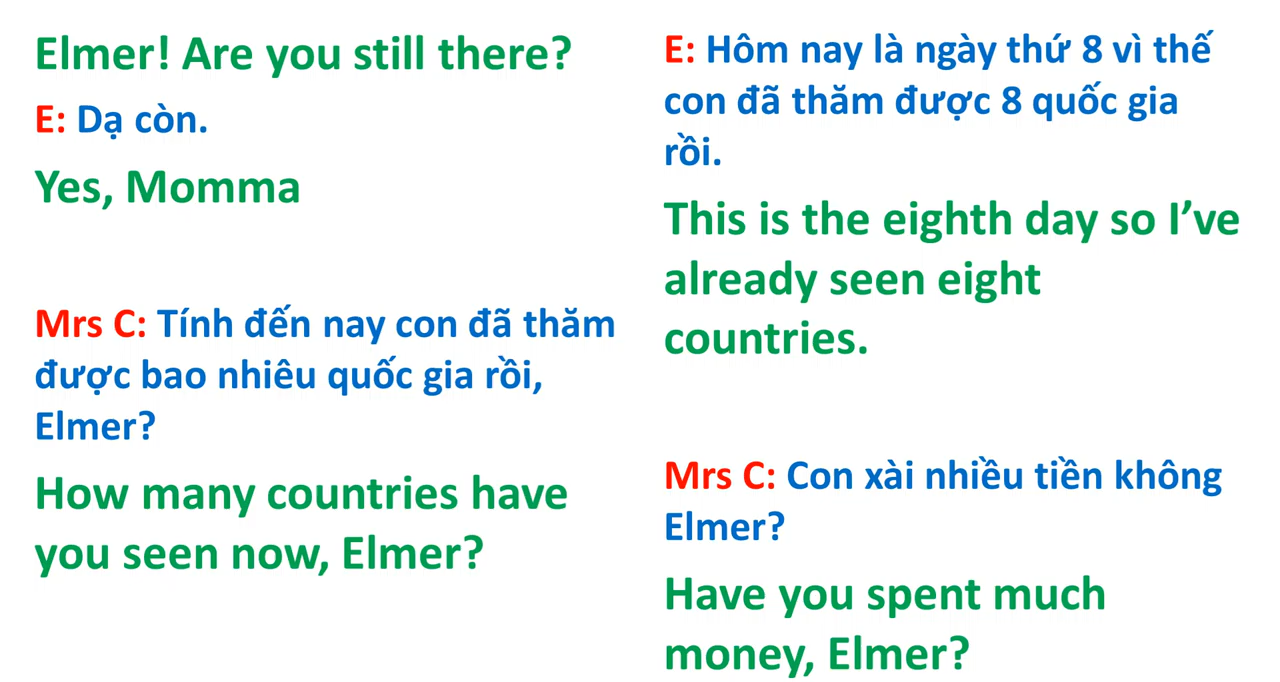 Elmer! Are you still there?
E: Dạ còn.
Yes, Momma
Mrs C: Tính đến nay con đã thăm
được bao nhiêu quốc gia rồi,
Elmer?
How many countries have
you seen now, Elmer?
E: Hôm nay là ngày thứ 8 vì thế
con đã thăm được 8 quốc gia
rồi.
This is the eighth day so I’ve
already seen eight
countries.
Mrs C: Con xài nhiều tiền không
Elmer?
Have you spent much
money, Elmer?